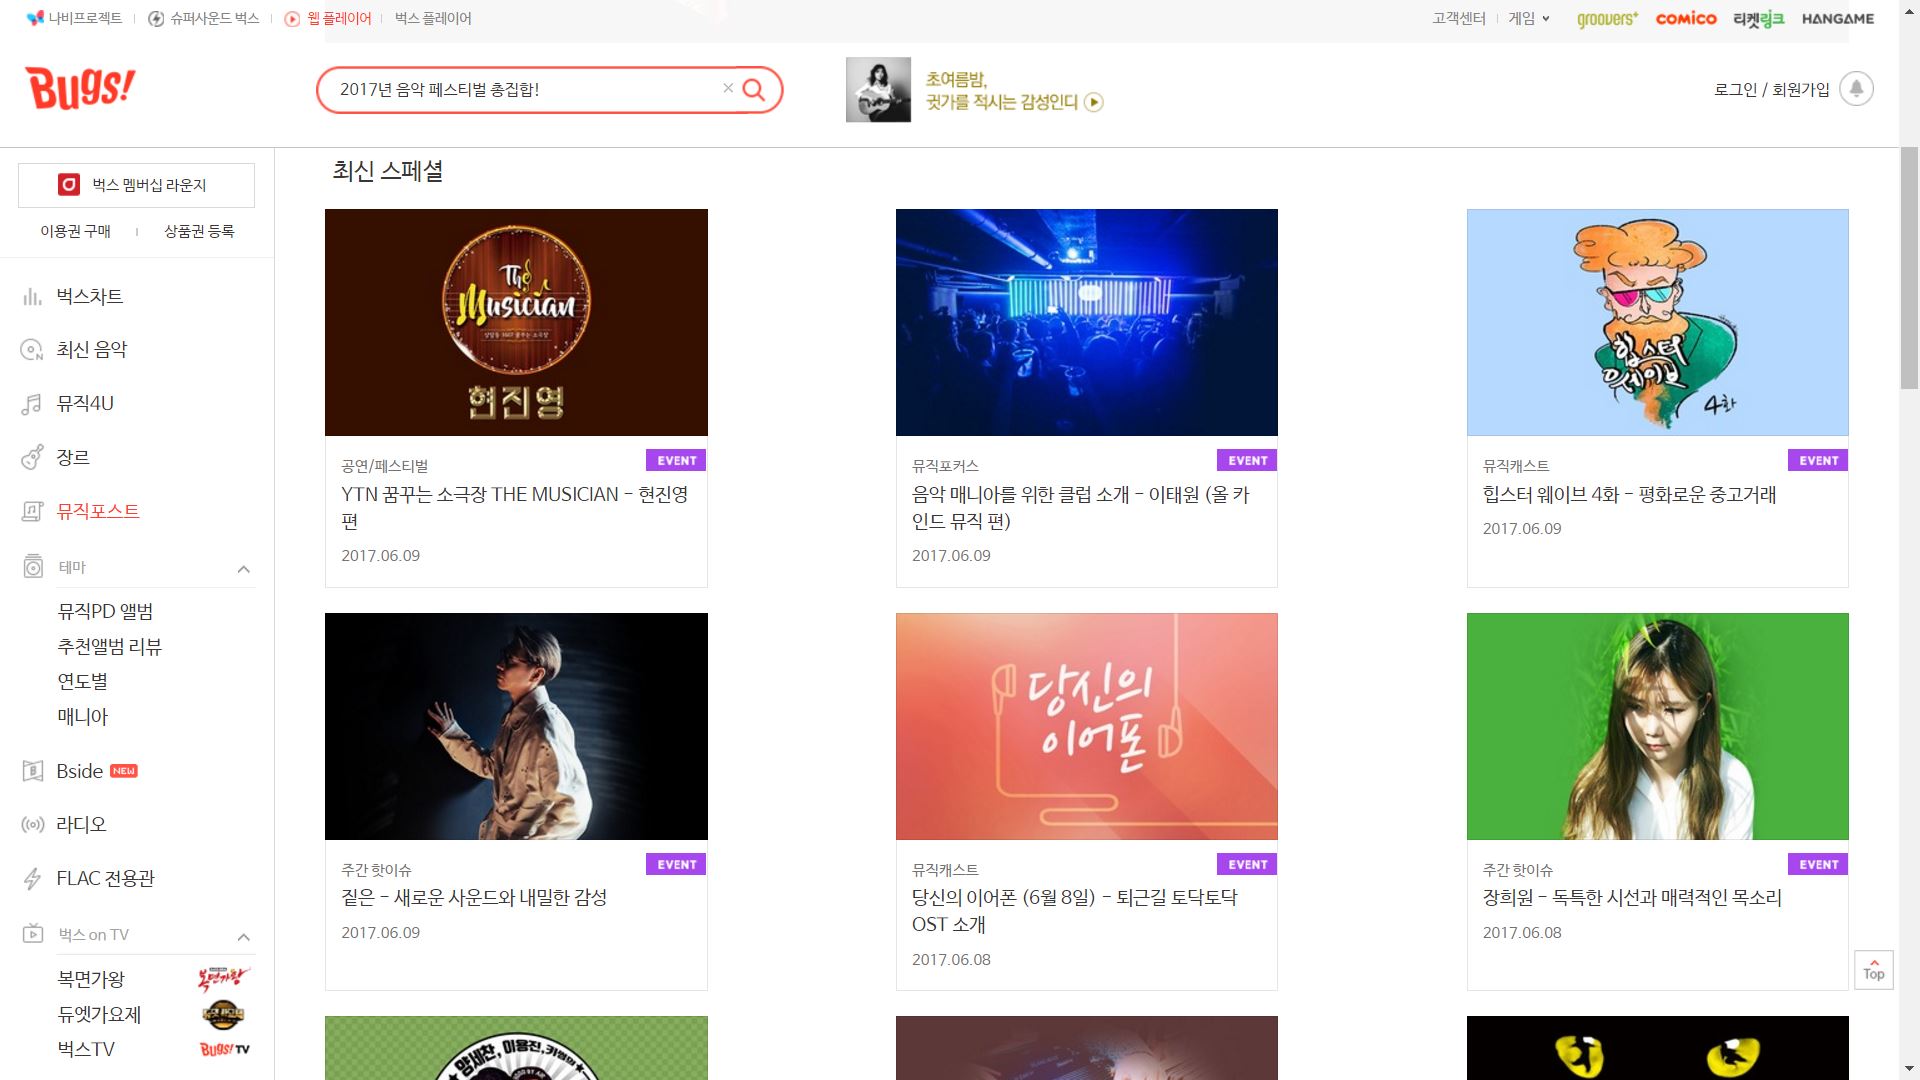 나비프로젝트
슈퍼사운드 벅스
웹 플레이어
벅스 플레이어
고객센터
게임
groovers+
comico
티켓링크
HANGAME
Bugs!
2017년 음악 페스티벌 총집합!
초여름밤,
귓가를 적시는 감성인디
로그인 / 회원가입
벅스 멤버십 라운지
이용권 구매
상품권 등록
벅스차트
최신 음악
뮤직4U
장르
뮤직포스트
테마
뮤직PD 앨범
추천앨범 리뷰
연도별
매니아
Bside NEW
라디오
FLAC 전용관
벅스 on TV
복면가왕
복면가왕
듀엣가요제
벅스TV
Bugs! TV
최신 스페셜
The
Musician
현진영
공연/페스티벌
EVENT
YTN 꿈꾸는 소극장 THE MUSICIAN - 현진영
편
2017.06.09
뮤직포커스
EVENT
음악 매니아를 위한 클럽 소개 - 이태원 (올 카
인드 뮤직 편)
2017.06.09
힙스터
웨이브
4화
뮤직캐스트
EVENT
힙스터 웨이브 4화 - 평화로운 중고거래
2017.06.09
주간 핫이슈
EVENT
짙은 - 새로운 사운드와 내밀한 감성
2017.06.09
당신의
이어폰
뮤직캐스트
EVENT
당신의 이어폰 (6월 8일) - 퇴근길 토닥토닥
OST 소개
2017.06.08
주간 핫이슈
EVENT
장희원 - 독특한 시선과 매력적인 목소리
2017.06.08
양세찬, 이용진,
Top